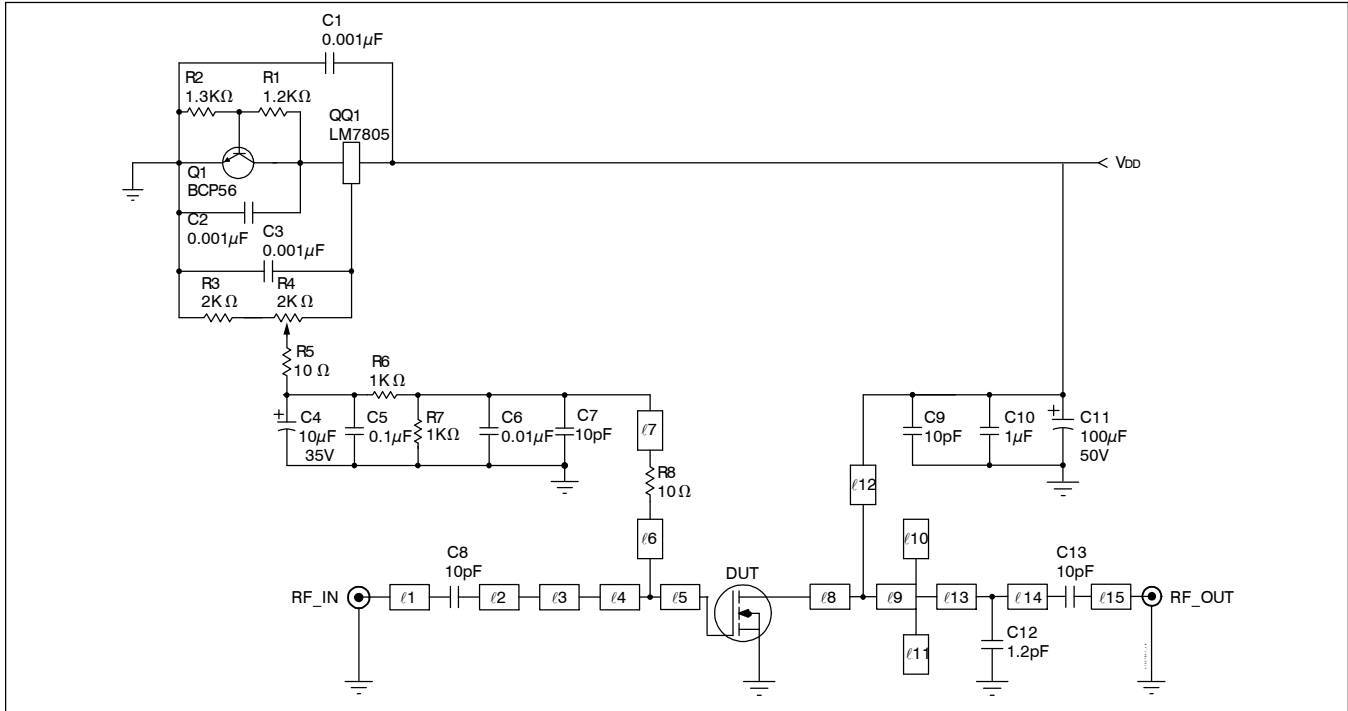 C1
0.001µF
R2
1.3KΩ
R1
1.2KΩ
QQ1
LM7805
Q1
BCP56
VDD
C2
0.001µF
C3
0.001µF
R3
2KΩ
R4
2KΩ
R5
10 Ω
R6
1KΩ
C4
10µF
35V
C5
0.1µF
R7
1KΩ
C6
0.01µF
C7
10pF
ℓ7
R8
10 Ω
ℓ6
C9
10pF
C10
1µF
C11
100µF
50V
ℓ12
ℓ10
C8
10pF
DUT
C13
10pF
RF_IN
ℓ1
ℓ2
ℓ3
ℓ4
ℓ5
ℓ8
ℓ9
ℓ13
ℓ14
ℓ15
RF_OUT
ℓ11
C12
1.2pF